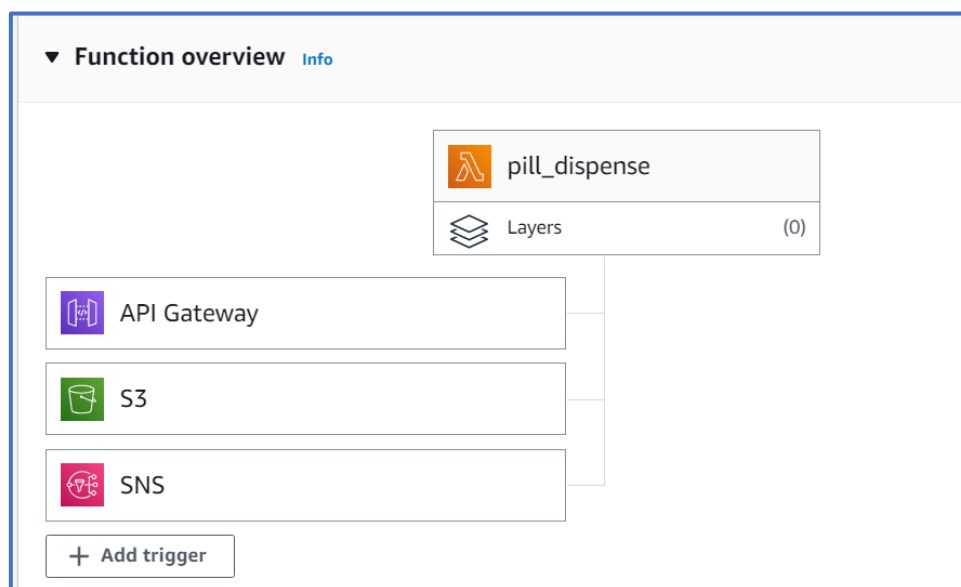 Function overview Info
pill_dispense
Layers (0)
API Gateway
S3
SNS
Add trigger